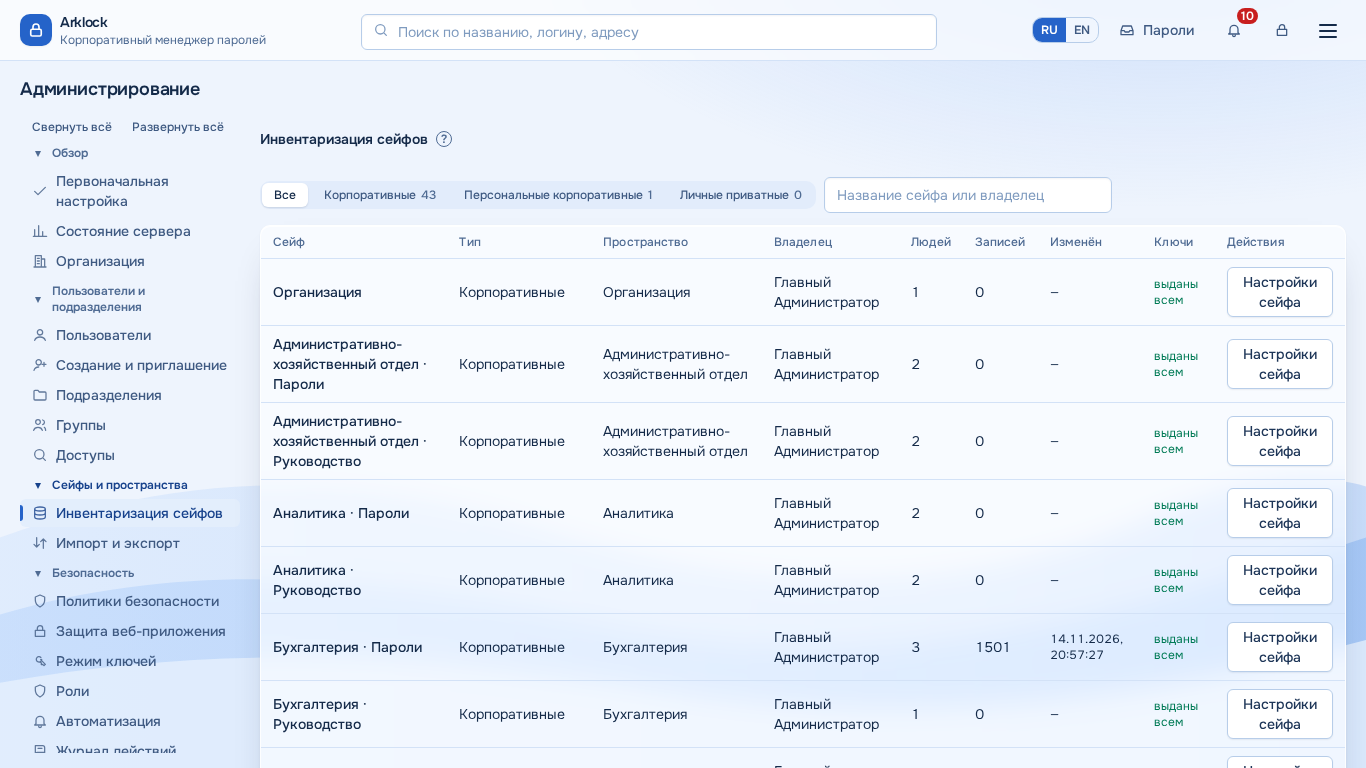 Arklock
Корпоративный менеджер паролей
Поиск по названию, логину, адресу
RU EN
Пароли
10
Администрирование
Свернуть всё Развернуть всё
Обзор
Первоначальная
настройка
Состояние сервера
Организация
Пользователи и
подразделения
Пользователи
Создание и приглашение
Подразделения
Группы
Доступы
Сейфы и пространства
Инвентаризация сейфов
Импорт и экспорт
Безопасность
Политики безопасности
Защита веб-приложения
Режим ключей
Роли
Автоматизация
Журнал действий
Инвентаризация сейфов ?
Все Корпоративные 43 Персональные корпоративные 1 Личные приватные 0
Название сейфа или владелец
Сейф Тип Пространство Владелец Людей Записей Изменён Ключи Действия
Организация Корпоративные Организация Главный Администратор 1 0 — выданы всем Настройки сейфа
Административно-хозяйственный отдел · Пароли Корпоративные Административно-хозяйственный отдел Главный Администратор 2 0 — выданы всем Настройки сейфа
Административно-хозяйственный отдел · Руководство Корпоративные Административно-хозяйственный отдел Главный Администратор 2 0 — выданы всем Настройки сейфа
Аналитика · Пароли Корпоративные Аналитика Главный Администратор 2 0 — выданы всем Настройки сейфа
Аналитика · Руководство Корпоративные Аналитика Главный Администратор 2 0 — выданы всем Настройки сейфа
Бухгалтерия · Пароли Корпоративные Бухгалтерия Главный Администратор 3 1501 14.11.2026, 20:57:27 выданы всем Настройки сейфа
Бухгалтерия · Руководство Корпоративные Бухгалтерия Главный Администратор 1 0 — выданы всем Настройки сейфа